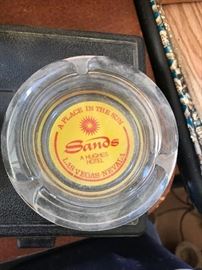 A PLACE IN THE SUN
Sands
A HUGHES
HOTEL
LAS VEGAS, NEVADA